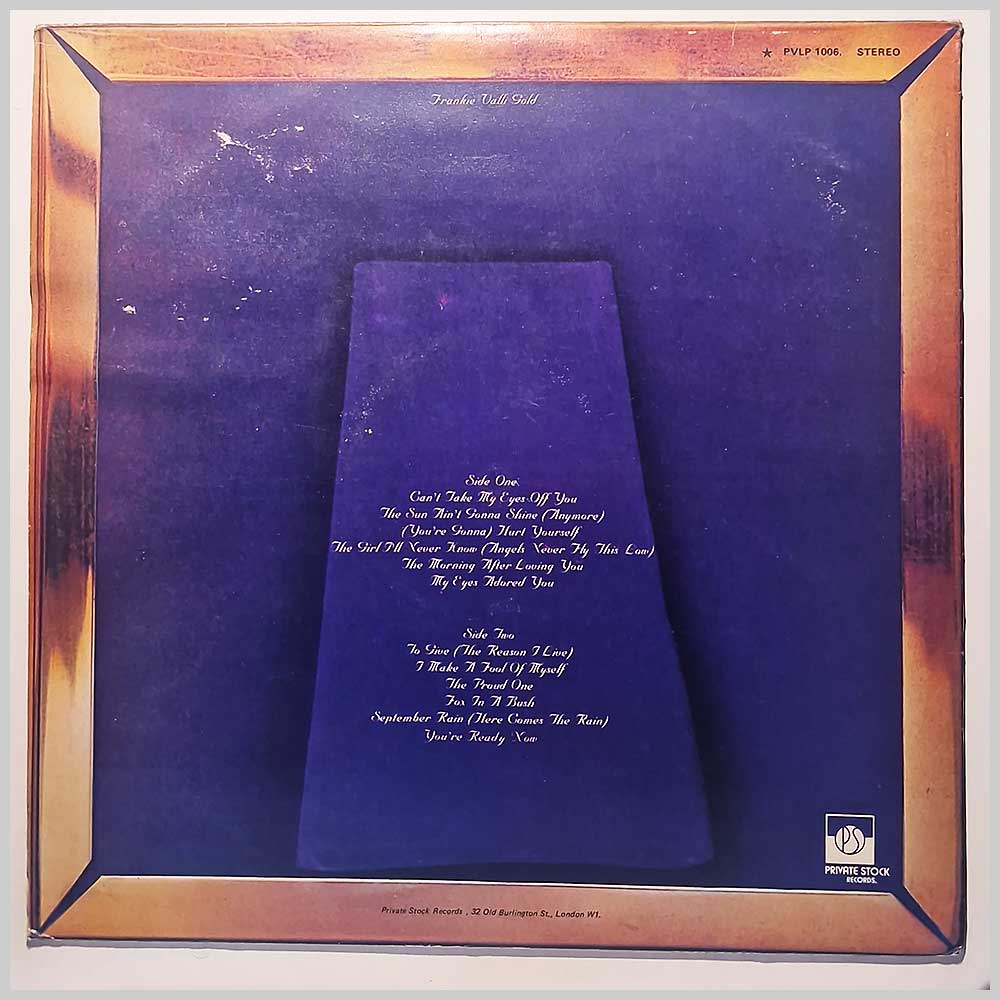 ★ PVLP 1006. STEREO
Frankie Valli Gold
Side One
Can't Take My Eyes Off You
The Sun Ain't Gonna Shine (Anymore)
(You're Gonna) Hurt Yourself
The Girl I'll Never Know (Angels Never Fly This Low)
The Morning After Loving You
My Eyes Adored You
Side Two
To Give (The Reason I Live)
I Make A Fool Of Myself
The Proud One
Fox In A Bush
September Rain (Here Comes The Rain)
You're Ready Now
PS
PRIVATE STOCK
RECORDS.
Private Stock Records , 32 Old Burlington St., London W1.